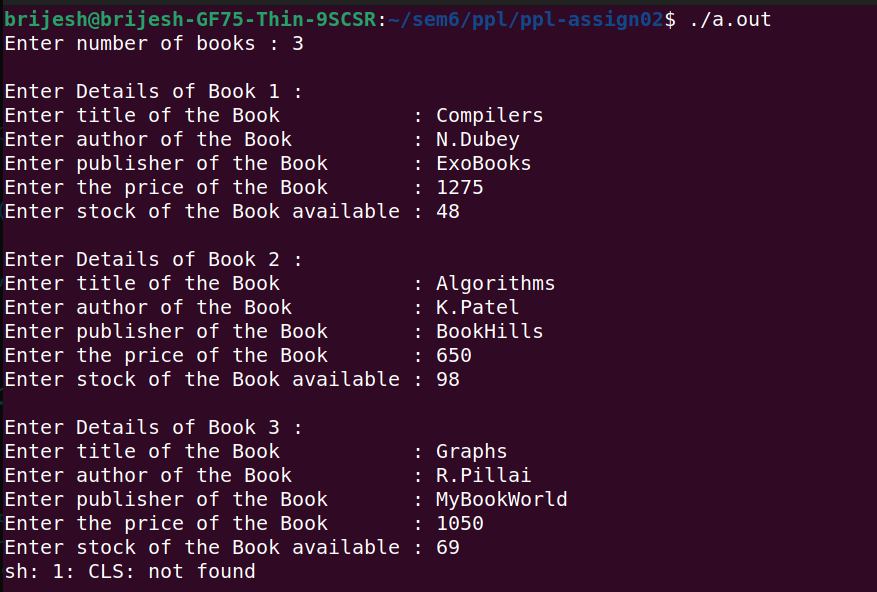 brijesh@brijesh-GF75-Thin-9SCSR:~/sem6/ppl/ppl-assign02$ ./a.out
Enter number of books : 3

Enter Details of Book 1 :
Enter title of the Book           : Compilers
Enter author of the Book          : N.Dubey
Enter publisher of the Book       : ExoBooks
Enter the price of the Book       : 1275
Enter stock of the Book available : 48

Enter Details of Book 2 :
Enter title of the Book           : Algorithms
Enter author of the Book          : K.Patel
Enter publisher of the Book       : BookHills
Enter the price of the Book       : 650
Enter stock of the Book available : 98

Enter Details of Book 3 :
Enter title of the Book           : Graphs
Enter author of the Book          : R.Pillai
Enter publisher of the Book       : MyBookWorld
Enter the price of the Book       : 1050
Enter stock of the Book available : 69
sh: 1: CLS: not found